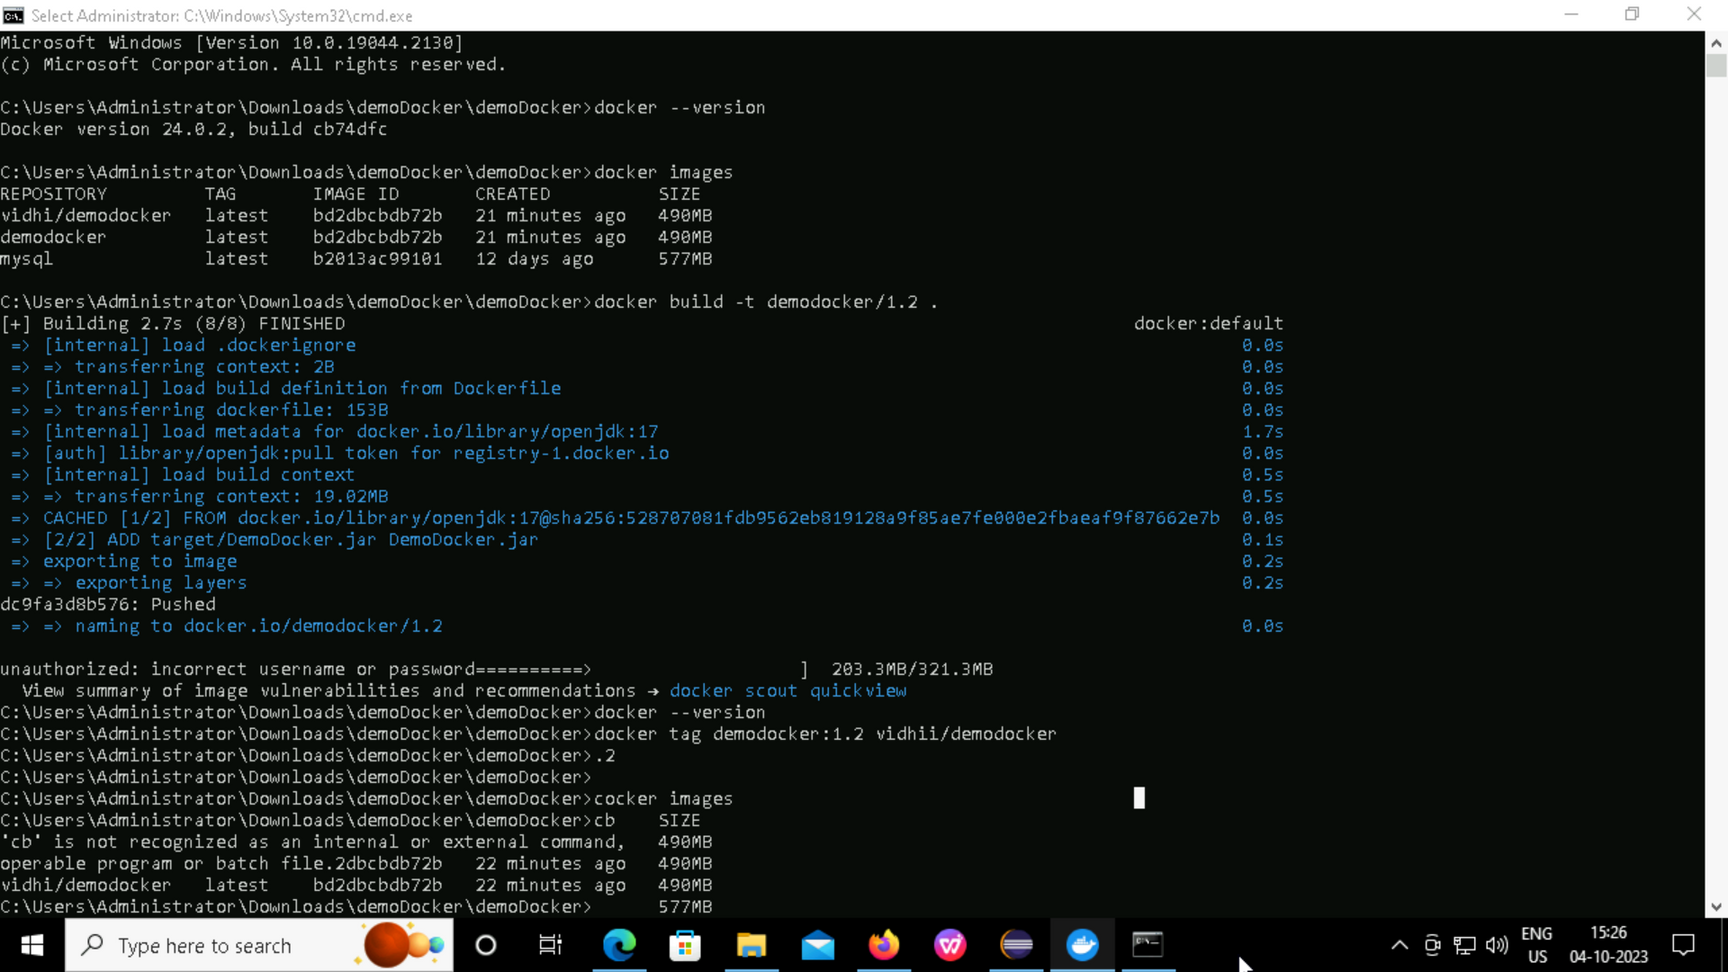 Select Administrator: C:\Windows\System32\cmd.exe
Microsoft Windows [Version 10.0.19044.2130]
(c) Microsoft Corporation. All rights reserved.
C:\Users\Administrator\Downloads\demoDocker\demoDocker>docker --version
Docker version 24.0.2, build cb74dfc
C:\Users\Administrator\Downloads\demoDocker\demoDocker>docker images
REPOSITORY TAG IMAGE ID CREATED SIZE
vidhi/demodocker latest bd2dbcbdb72b 21 minutes ago 490MB
demodocker latest bd2dbcbdb72b 21 minutes ago 490MB
mysql latest b2013ac99101 12 days ago 577MB
C:\Users\Administrator\Downloads\demoDocker\demoDocker>docker build -t demodocker/1.2 .
[+] Building 2.7s (8/8) FINISHED docker:default
=> [internal] load .dockerignore 0.0s
=> => transferring context: 2B 0.0s
=> [internal] load build definition from Dockerfile 0.0s
=> => transferring dockerfile: 153B 0.0s
=> [internal] load metadata for docker.io/library/openjdk:17 1.7s
=> [auth] library/openjdk:pull token for registry-1.docker.io 0.0s
=> [internal] load build context 0.5s
=> => transferring context: 19.02MB 0.5s
=> CACHED [1/2] FROM docker.io/library/openjdk:17@sha256:528707081fdb9562eb819128a9f85ae7fe000e2fbaeaf9f87662e7b 0.0s
=> [2/2] ADD target/DemoDocker.jar DemoDocker.jar 0.1s
=> exporting to image 0.2s
=> => exporting layers 0.2s
dc9fa3d8b576: Pushed
=> => naming to docker.io/demodocker/1.2 0.0s
unauthorized: incorrect username or password==========> ] 203.3MB/321.3MB
View summary of image vulnerabilities and recommendations → docker scout quickview
C:\Users\Administrator\Downloads\demoDocker\demoDocker>docker --version
C:\Users\Administrator\Downloads\demoDocker\demoDocker>docker tag demodocker:1.2 vidhii/demodocker
C:\Users\Administrator\Downloads\demoDocker\demoDocker>.2
C:\Users\Administrator\Downloads\demoDocker\demoDocker>
C:\Users\Administrator\Downloads\demoDocker\demoDocker>cocker images
C:\Users\Administrator\Downloads\demoDocker\demoDocker>cb SIZE
'cb' is not recognized as an internal or external command, 490MB
operable program or batch file.2dbcbdb72b 22 minutes ago 490MB
vidhi/demodocker latest bd2dbcbdb72b 22 minutes ago 490MB
C:\Users\Administrator\Downloads\demoDocker\demoDocker> 577MB
Type here to search
ENG
US
15:26
04-10-2023